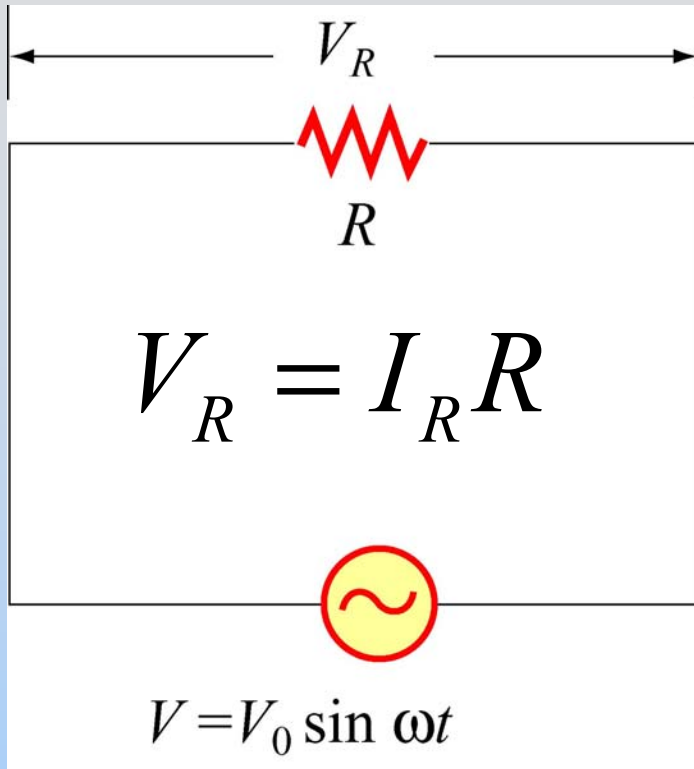 V_R
R
V_R = I_R R
V = V_0 sin ωt